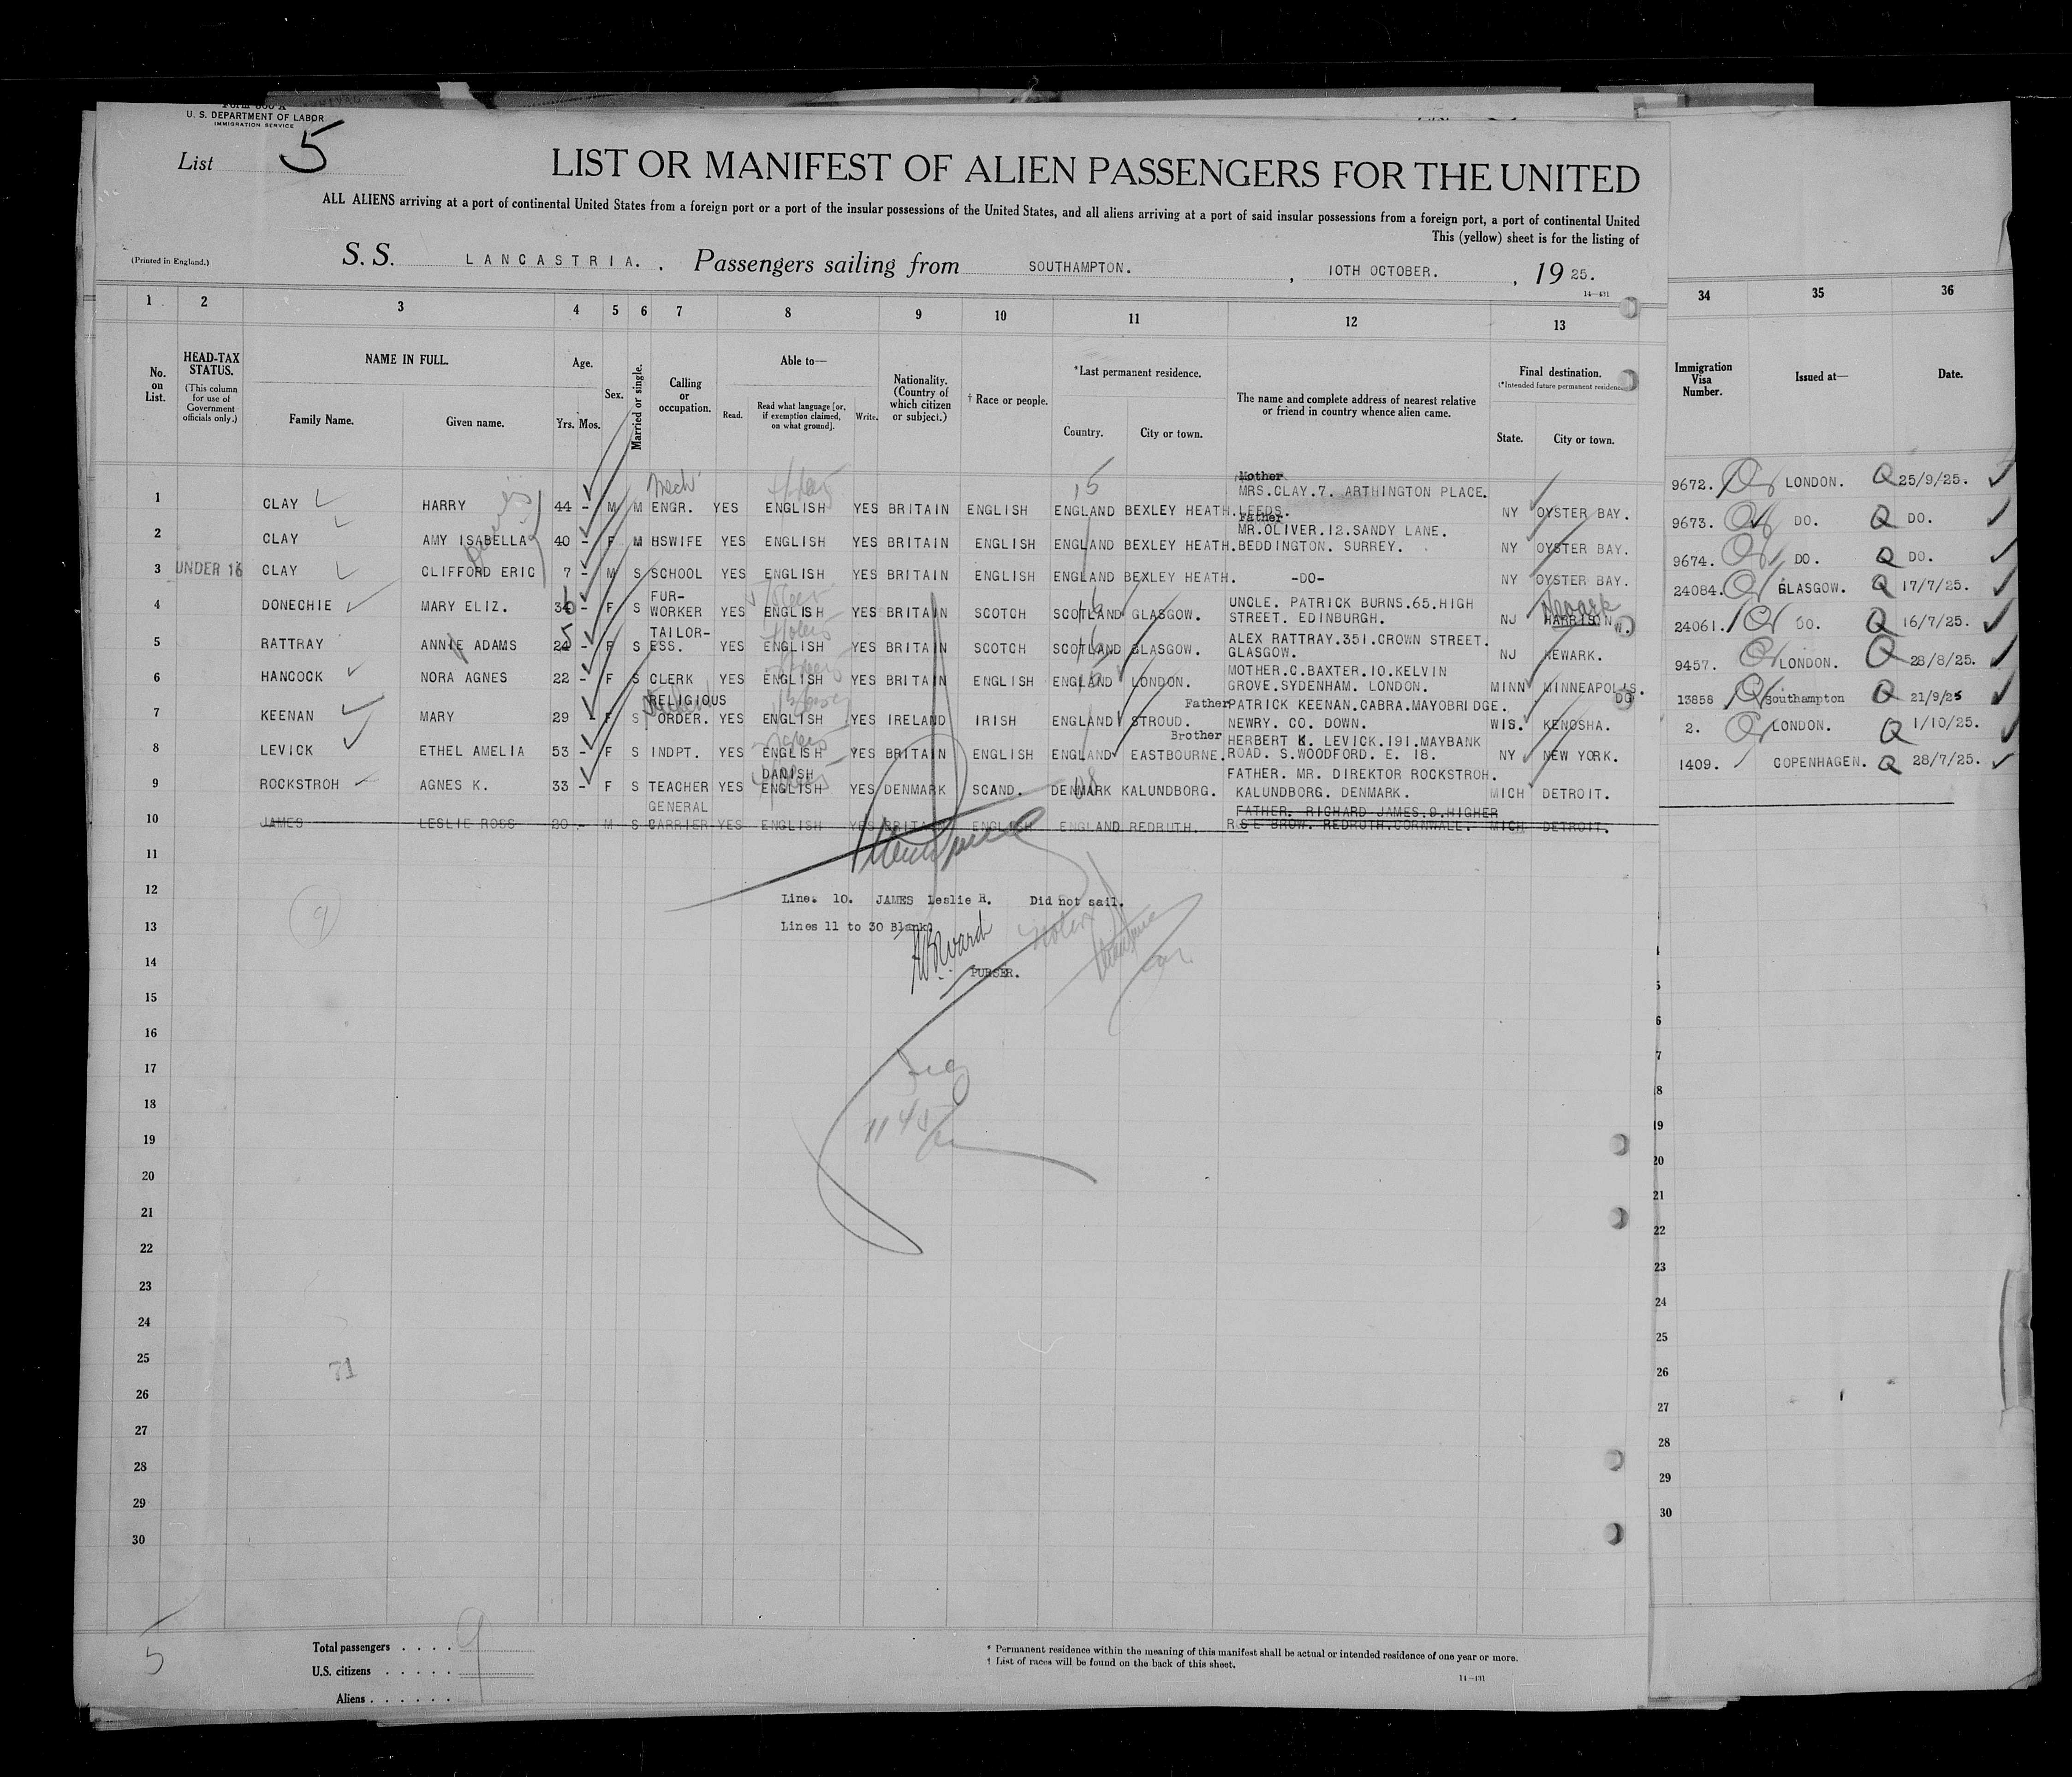 Form 500 A
U. S. DEPARTMENT OF LABOR
IMMIGRATION SERVICE
List 5
LIST OR MANIFEST OF ALIEN PASSENGERS FOR THE UNITED
ALL ALIENS arriving at a port of continental United States from a foreign port or a port of the insular possessions of the United States, and all aliens arriving at a port of said insular possessions from a foreign port, a port of continental United
This (yellow) sheet is for the listing of
(Printed in England.)
S. S. LANCASTRIA. Passengers sailing from SOUTHAMPTON. , 10TH OCTOBER. , 19 25.
14—431
1 2 3 4 5 6 7 8 9 10 11 12 13 34 35 36
No. on List.
HEAD-TAX STATUS.
(This column for use of Government officials only.)
NAME IN FULL.
Family Name. Given name.
Age.
Yrs. Mos.
Sex.
Married or single.
Calling or occupation.
Able to—
Read. Read what language [or, if exemption claimed, on what ground]. Write.
Nationality. (Country of which citizen or subject.)
† Race or people.
*Last permanent residence.
Country. City or town.
The name and complete address of nearest relative or friend in country whence alien came.
Final destination.
(*Intended future permanent residence
State. City or town.
Immigration Visa Number.
Issued at—
Date.
1 CLAY HARRY 44 - M M Mech ENGR. YES ENGLISH YES BRITAIN ENGLISH ENGLAND BEXLEY HEATH. Mother MRS.CLAY.7. ARTHINGTON PLACE. LEEDS. NY OYSTER BAY. 9672. LONDON. Q 25/9/25.
2 CLAY AMY ISABELLA 40 - F M HSWIFE YES ENGLISH YES BRITAIN ENGLISH ENGLAND BEXLEY HEATH. Father MR.OLIVER.12.SANDY LANE. BEDDINGTON. SURREY. NY OYSTER BAY. 9673. DO. Q DO.
3 UNDER 16 CLAY CLIFFORD ERIC 7 - M S SCHOOL YES ENGLISH YES BRITAIN ENGLISH ENGLAND BEXLEY HEATH. -DO- NY OYSTER BAY. 9674. DO. Q DO.
4 DONECHIE MARY ELIZ. 36 - F S FUR-WORKER YES ENGLISH YES BRITAIN SCOTCH SCOTLAND GLASGOW. UNCLE. PATRICK BURNS.65.HIGH STREET. EDINBURGH. NJ HARRISON 24084. GLASGOW. Q 17/7/25.
5 RATTRAY ANNIE ADAMS 25 - F S TAILOR-ESS. YES ENGLISH YES BRITAIN SCOTCH SCOTLAND GLASGOW. ALEX RATTRAY.351.CROWN STREET. GLASGOW. NJ NEWARK. 24061. DO. Q 16/7/25.
6 HANCOCK NORA AGNES 22 - F S CLERK YES ENGLISH YES BRITAIN ENGLISH ENGLAND LONDON. MOTHER.C.BAXTER.10.KELVIN GROVE.SYDENHAM. LONDON. MINN MINNEAPOLIS. 9457. LONDON. Q 28/8/25.
7 KEENAN MARY 29 - F S RELIGIOUS ORDER. YES ENGLISH YES IRELAND IRISH ENGLAND STROUD. Father PATRICK KEENAN.CABRA.MAYOBRIDGE. NEWRY. CO. DOWN. WIS. KENOSHA. 13858 Southampton Q 21/9/25
8 LEVICK ETHEL AMELIA 53 - F S INDPT. YES ENGLISH YES BRITAIN ENGLISH ENGLAND EASTBOURNE. Brother HERBERT K. LEVICK.191.MAYBANK ROAD. S.WOODFORD. E. 18. NY NEW YORK. 2. LONDON. Q 1/10/25.
9 ROCKSTROH AGNES K. 33 - F S TEACHER YES DANISH ENGLISH YES DENMARK SCAND. DENMARK KALUNDBORG. FATHER. MR. DIREKTOR ROCKSTROH. KALUNDBORG. DENMARK. MICH DETROIT. 1409. COPENHAGEN. Q 28/7/25.
10 JAMES LESLIE ROSS 20 - M S GENERAL CARRIER YES ENGLISH YES BRITAIN ENGLISH ENGLAND REDRUTH. FATHER. RICHARD JAMES.9.HIGHER BROW. REDRUTH.CORNWALL. MICH DETROIT.
11
12
Line. 10. JAMES Leslie R. Did not sail.
13
Lines 11 to 30 Blank.
14
PURSER.
15
16
17
18
19
20
21
22
23
24
25
71
26
27
28
29
30
5
Total passengers . . . . 9
U.S. citizens . . . . .
Aliens . . . . . .
* Permanent residence within the meaning of this manifest shall be actual or intended residence of one year or more.
† List of races will be found on the back of this sheet.
14—431